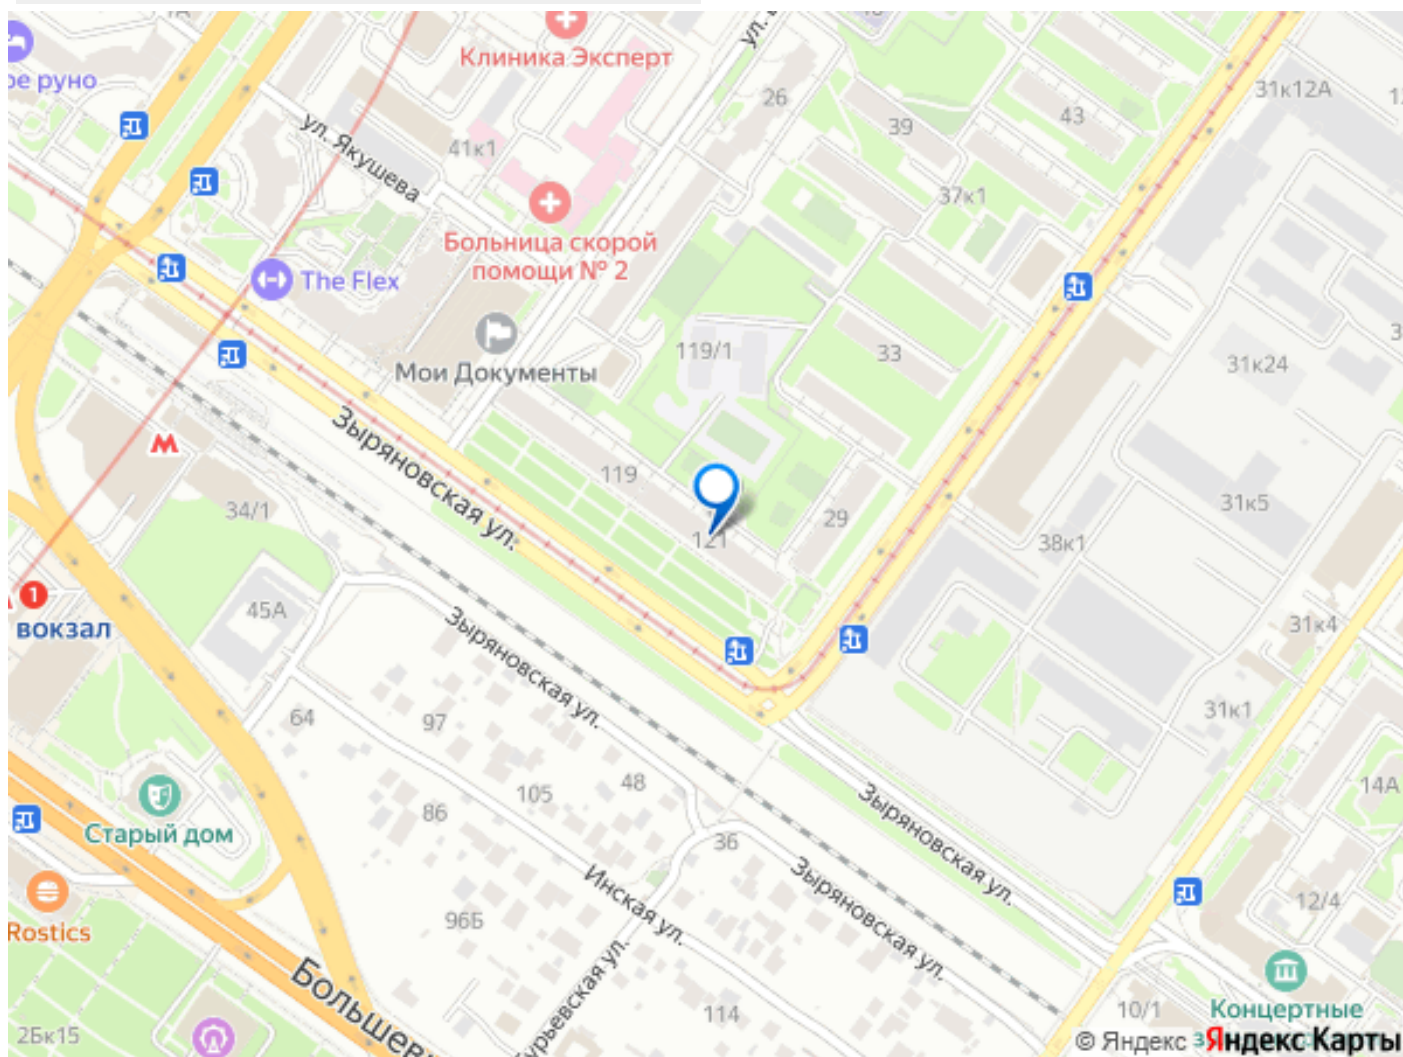 Клиника Эксперт
ое руно
26
31к12А
43
39
ул. Якушева
41к1
37к1
Больница скорой
помощи № 2
The Flex
119/1
33
31к24
Мои Документы
Зыряновская ул.
119
29
31к5
121
38к1
34/1
1
вокзал
45А
Зыряновская ул.
31к4
64
97
31к1
48
105
86
14А
Старый дом
36
Зыряновская ул.
Зыряновская ул.
Инская ул.
96Б
12/4
Rostics
Большев
урьевская ул.
114
10/1
Концертные
2Бк15
© Яндекс Яндекс Карты